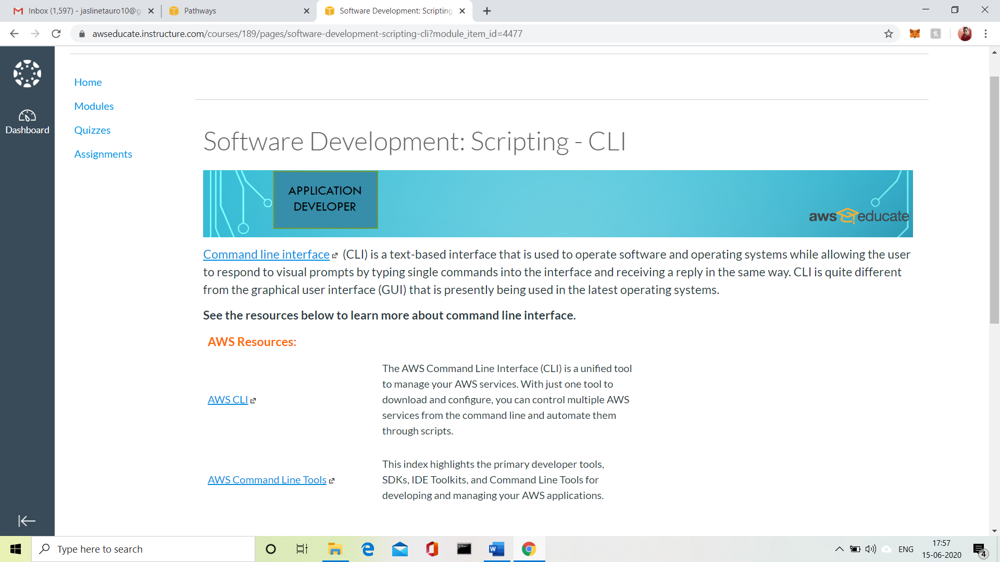 Inbox (1,597) - jaslinetauro10@g
Pathways
Software Development: Scripting
awseducate.instructure.com/courses/189/pages/software-development-scripting-cli?module_item_id=4477
Dashboard
Home
Modules
Quizzes
Assignments
Software Development: Scripting - CLI
APPLICATION
DEVELOPER
aws educate
Command line interface (CLI) is a text-based interface that is used to operate software and operating systems while allowing the user
to respond to visual prompts by typing single commands into the interface and receiving a reply in the same way. CLI is quite different
from the graphical user interface (GUI) that is presently being used in the latest operating systems.
See the resources below to learn more about command line interface.
AWS Resources:
AWS CLI
The AWS Command Line Interface (CLI) is a unified tool
to manage your AWS services. With just one tool to
download and configure, you can control multiple AWS
services from the command line and automate them
through scripts.
AWS Command Line Tools
This index highlights the primary developer tools,
SDKs, IDE Toolkits, and Command Line Tools for
developing and managing your AWS applications.
Type here to search
ENG
17:57
15-06-2020
4